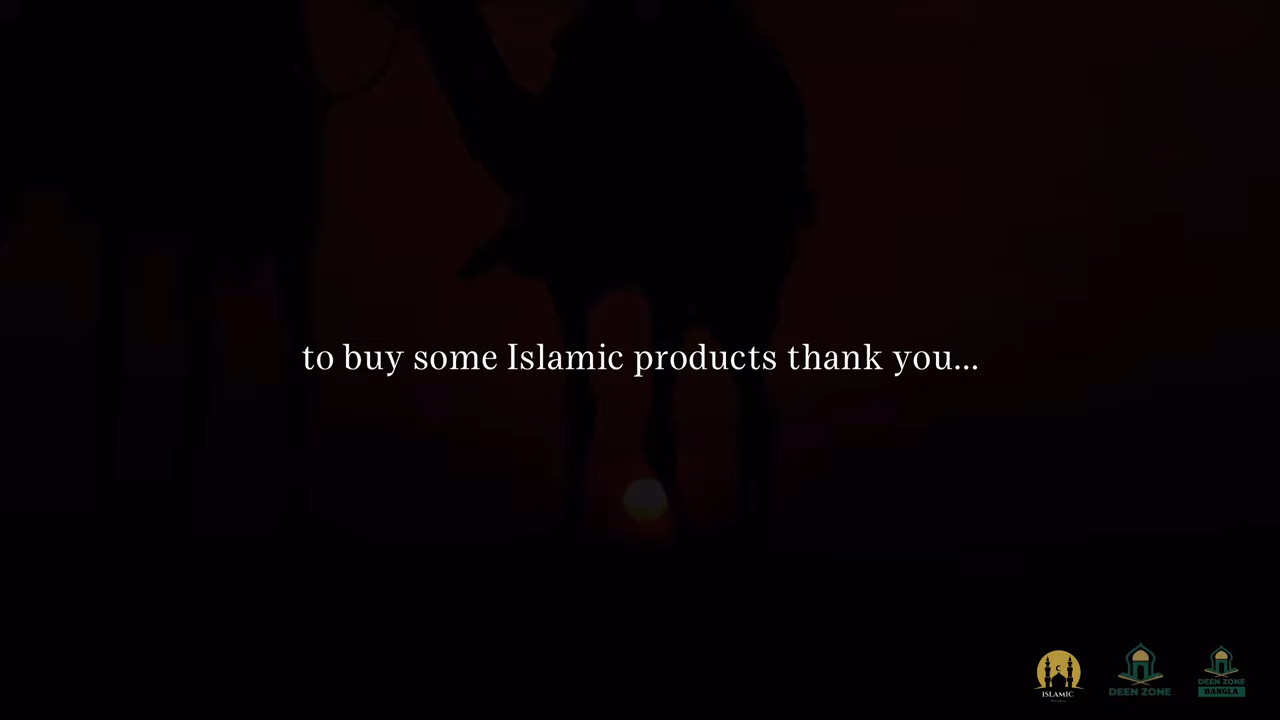 to buy some Islamic products thank you...
ISLAMIC
DEEN ZONE
DEEN ZONE
BANGLA